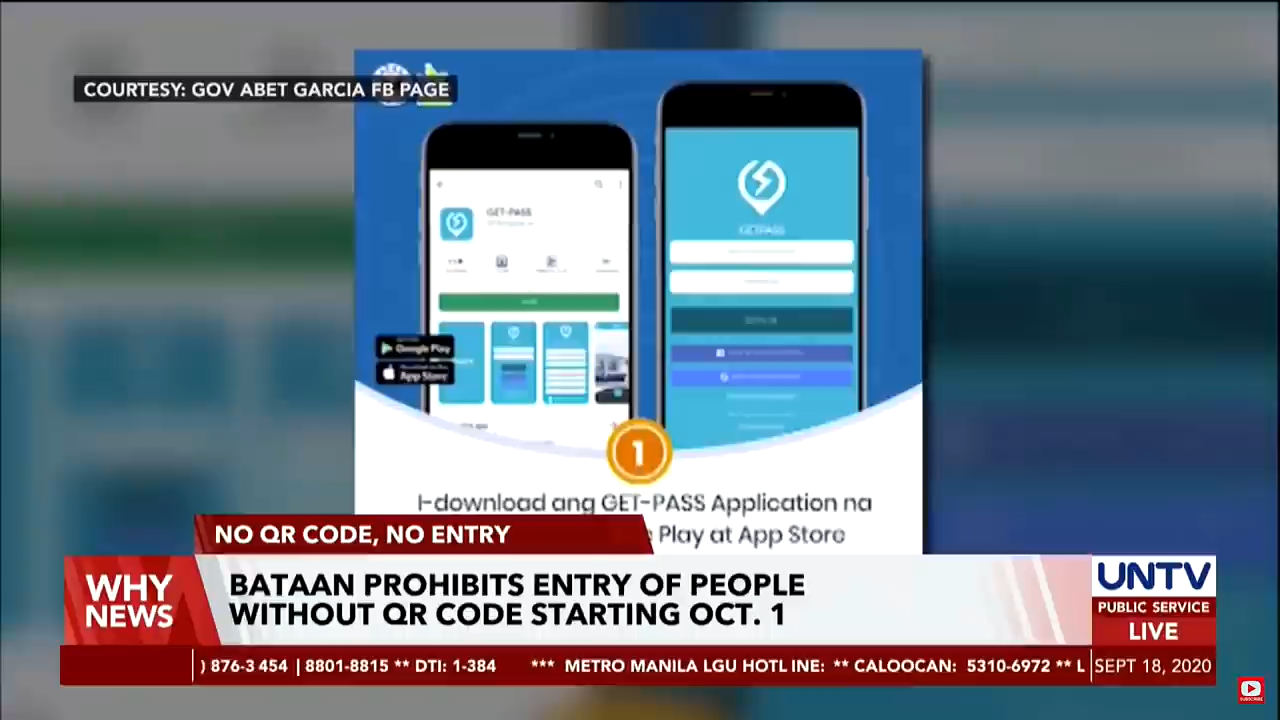 COURTESY: GOV ABET GARCIA FB PAGE
GET-PASS
GETPASS
SIGN IN
Google Play
App Store
1
I-download ang GET-PASS Application na
Play at App Store
NO QR CODE, NO ENTRY
WHY
NEWS
BATAAN PROHIBITS ENTRY OF PEOPLE
WITHOUT QR CODE STARTING OCT. 1
UNTV
PUBLIC SERVICE
LIVE
) 876-3 454 | 8801-8815 ** DTI: 1-384 *** METRO MANILA LGU HOTL INE: ** CALOOCAN: 5310-6972 ** L
SEPT 18, 2020
SUBSCRIBE